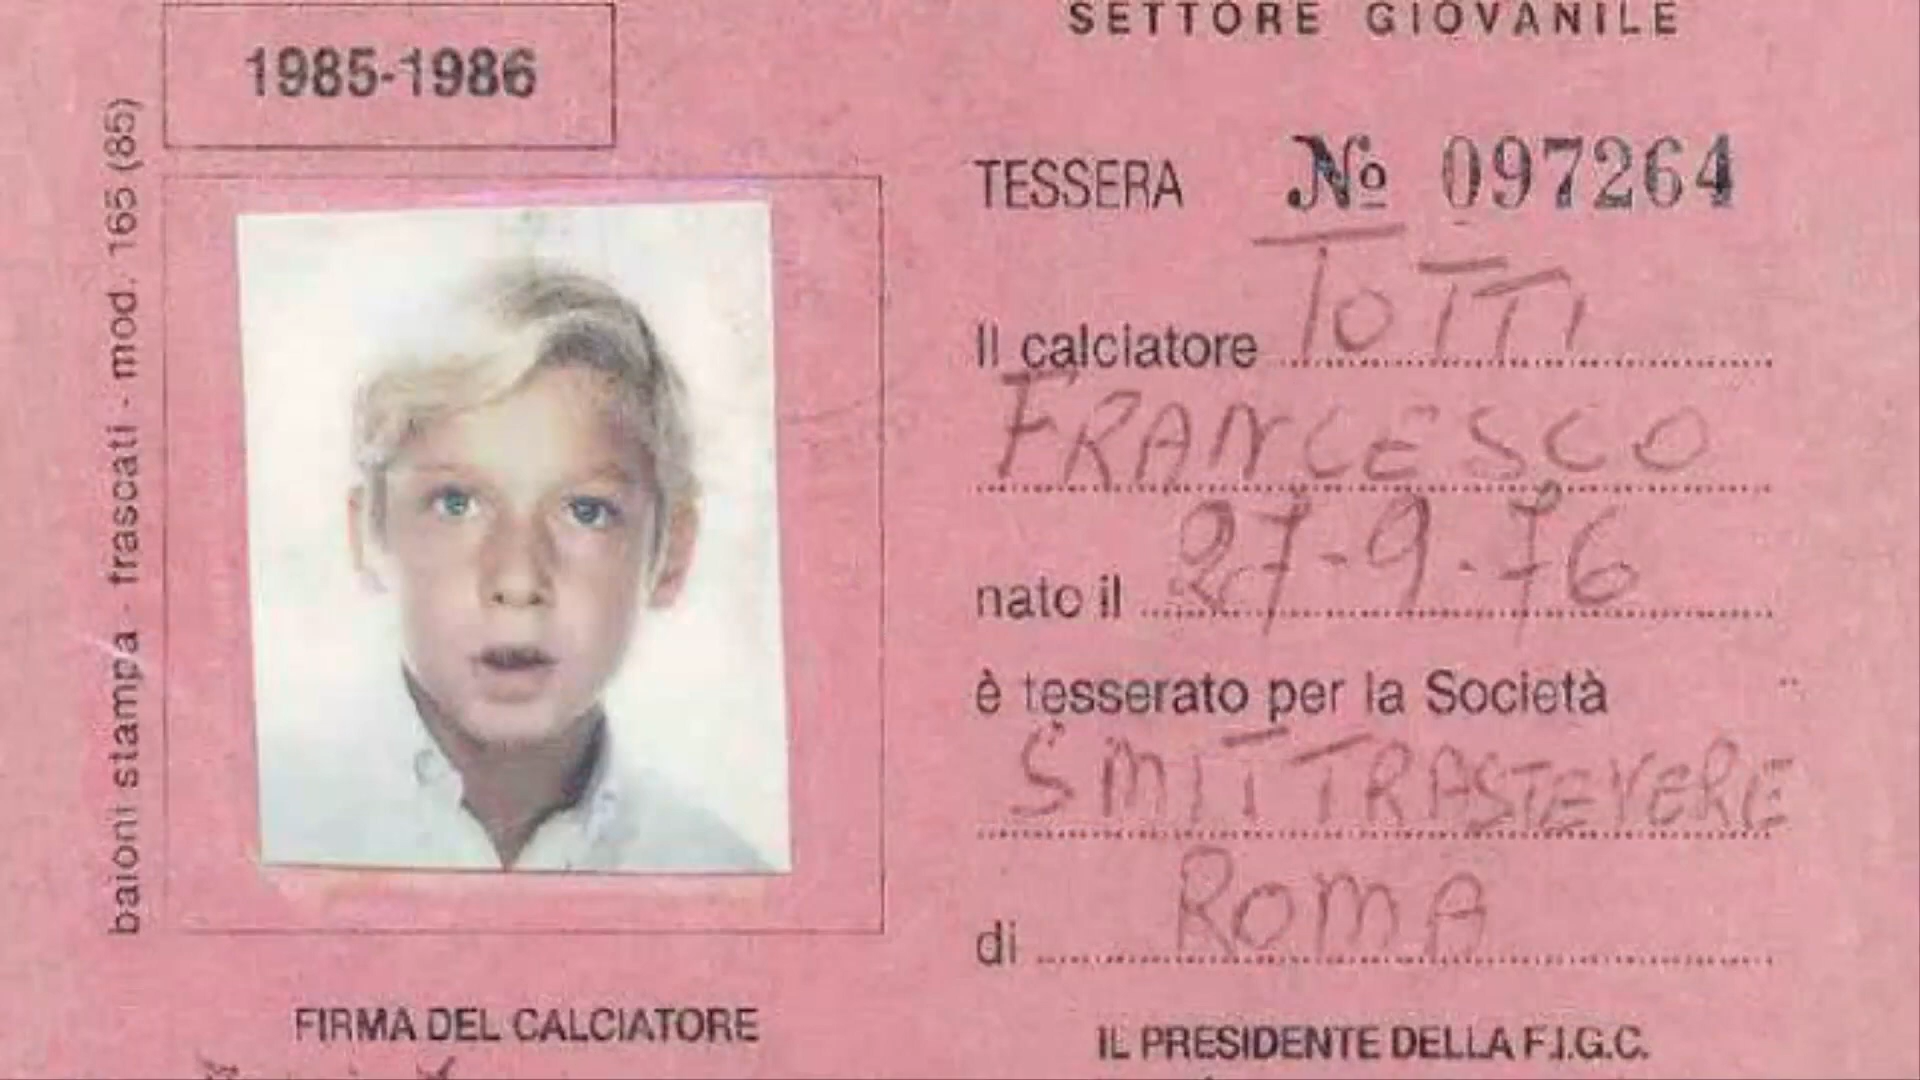 1985-1986
baioni stampa - frascati - mod. 165 (85)
FIRMA DEL CALCIATORE
SETTORE GIOVANILE
TESSERA № 097264
Il calciatore TOTTI
FRANCESCO
nato il 27-9-76
è tesserato per la Società
SMIT TRASTEVERE
di ROMA
IL PRESIDENTE DELLA F.I.G.C.